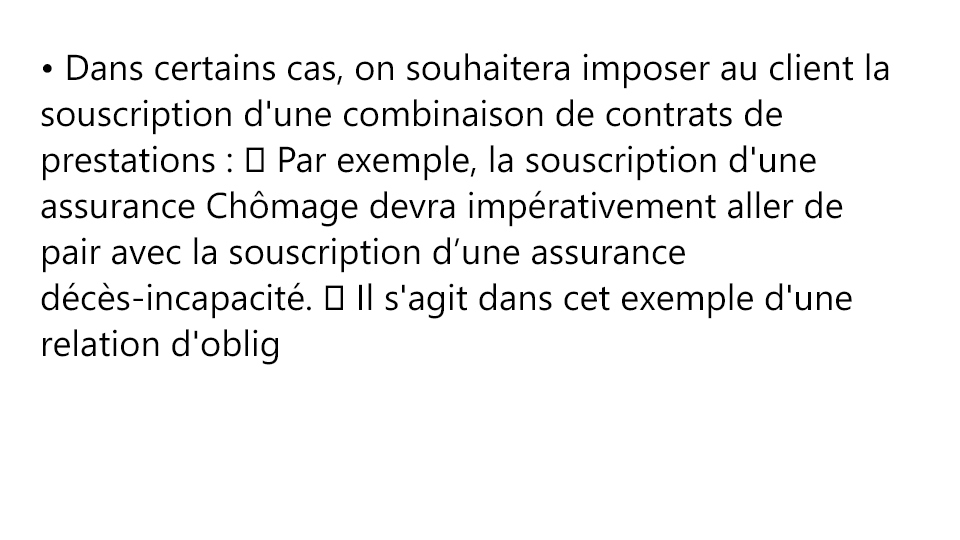 • Dans certains cas, on souhaitera imposer au client la
souscription d'une combinaison de contrats de
prestations :  Par exemple, la souscription d'une
assurance Chômage devra impérativement aller de
pair avec la souscription d’une assurance
décès-incapacité.  Il s'agit dans cet exemple d'une
relation d'oblig